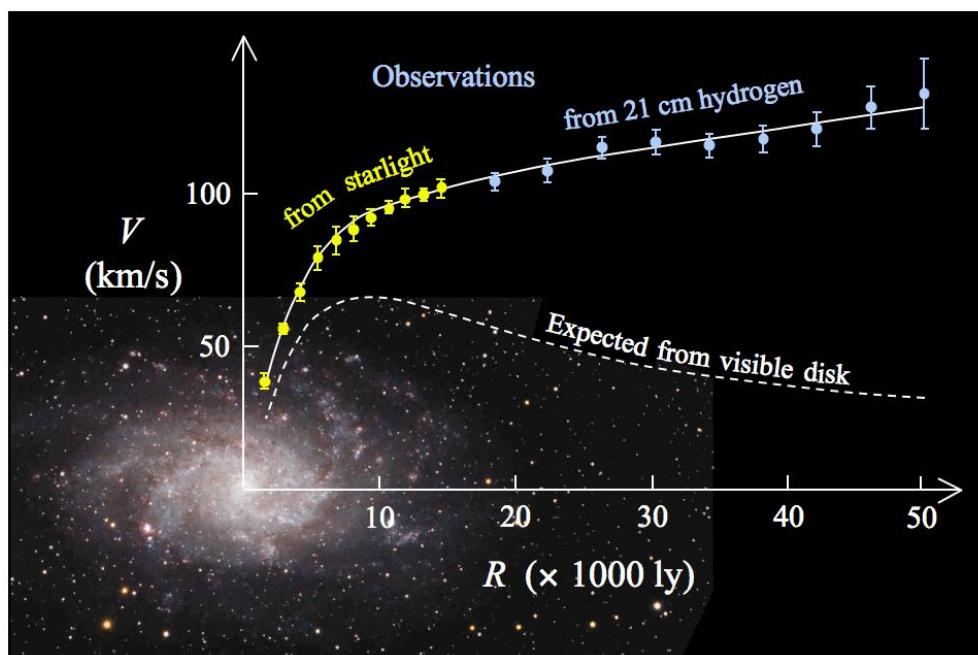 Observations
from 21 cm hydrogen
from starlight
100
V
(km/s)
50
Expected from visible disk
10 20 30 40 50
R (× 1000 ly)